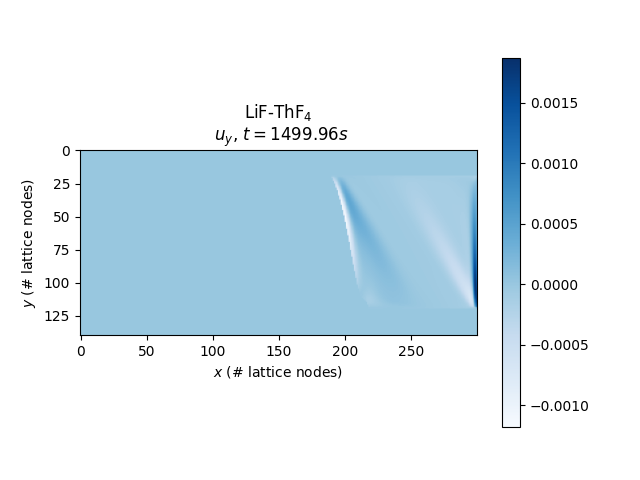 LiF-ThF₄
u_y, t = 1499.96s
0
25
50
75
100
125
y (# lattice nodes)
0 50 100 150 200 250
x (# lattice nodes)
0.0015
0.0010
0.0005
0.0000
−0.0005
−0.0010